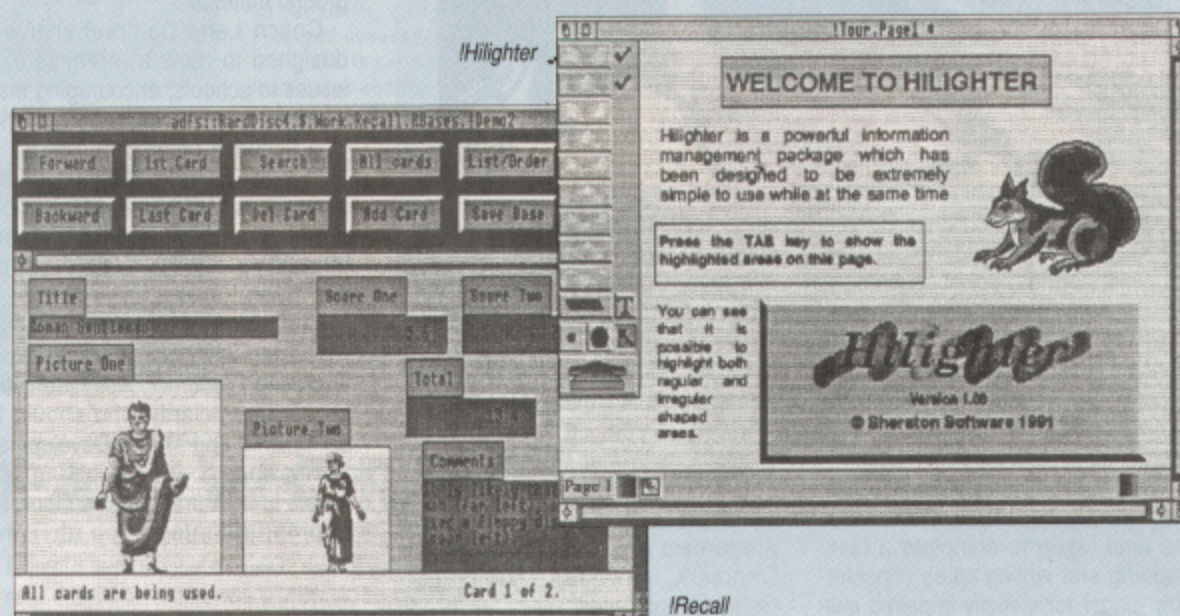 !Hilighter
adfs::HardDisc4.$.Work.Recall.RBases.!Demo2
Forward 1st Card Search All cards List/Order
Backward Last Card Del Card Add Card Save Base
Title
Roman Gentleman
Score One
Score Two
Picture One
Total
Picture Two
Comments
All cards are being used.
Card 1 of 2.
!Tour.Page1 *
WELCOME TO HILIGHTER
Hilighter is a powerful information
management package which has
been designed to be extremely
simple to use while at the same time
Press the TAB key to show the
highlighted areas on this page.
You can see
that it is
possible to
highlight both
regular and
irregular
shaped
areas.
Hilighter
Version 1.00
© Sherston Software 1991
Page 1
!Recall